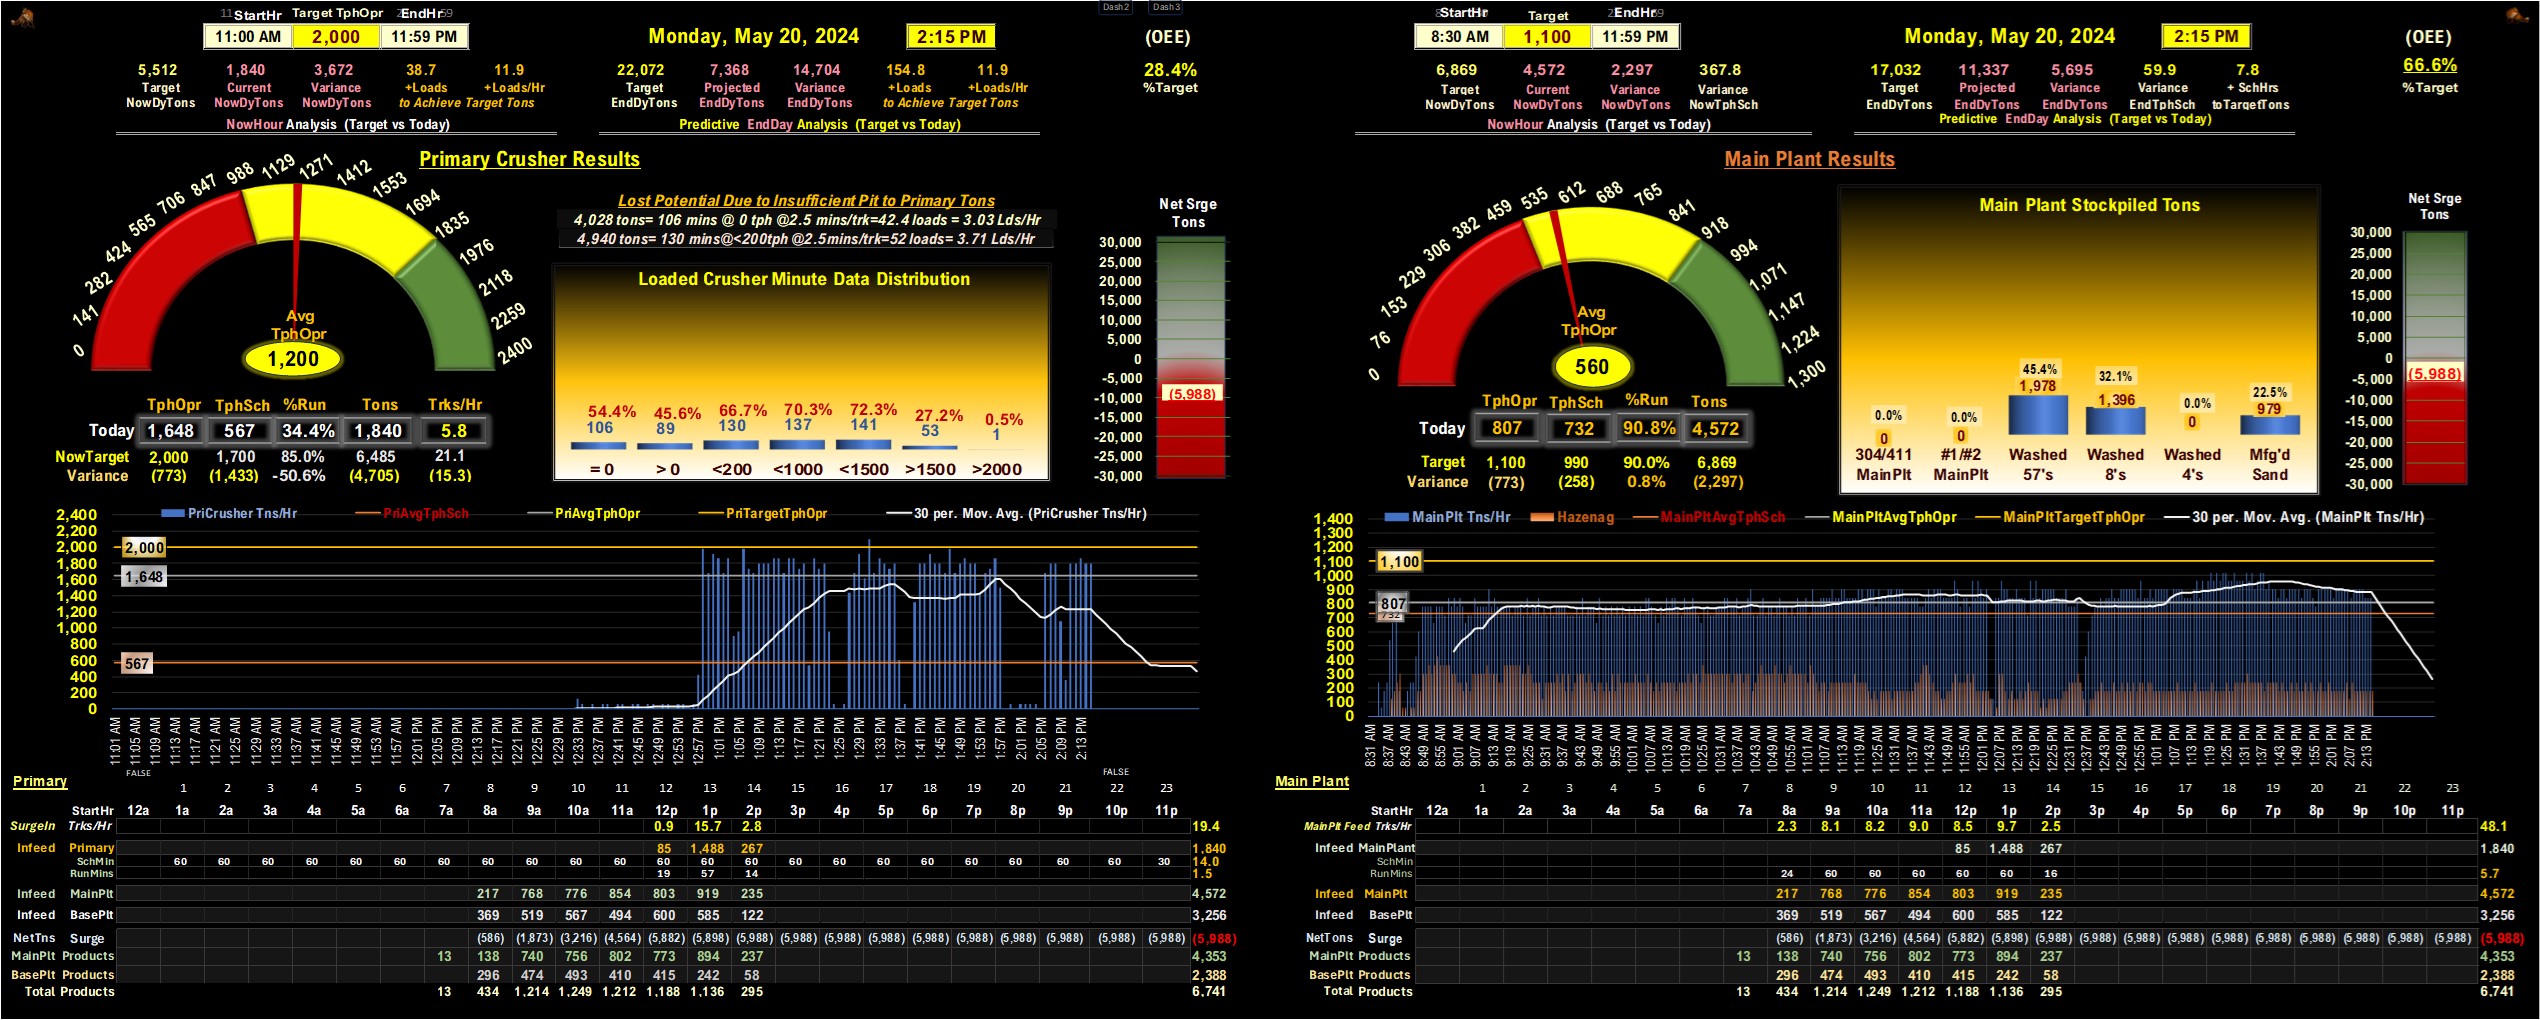 StartHr Target TphOpr EndHr
11:00 AM 2,000 11:59 PM
Monday, May 20, 2024 2:15 PM
(OEE)
28.4%
%Target
5,512 1,840 3,672 38.7 11.9
Target Current Variance +Loads +Loads/Hr
NowDyTons NowDyTons NowDyTons to Achieve Target Tons
NowHour Analysis (Target vs Today)
22,072 7,368 14,704 154.8 11.9
Target Projected Variance +Loads +Loads/Hr
EndDyTons EndDyTons EndDyTons to Achieve Target Tons
Predictive EndDay Analysis (Target vs Today)
Dash2 Dash3
Primary Crusher Results
0 141 282 424 565 706 847 988 1129 1271 1412 1553 1694 1835 1976 2118 2259 2400
Avg
TphOpr
1,200
Lost Potential Due to Insufficient Pit to Primary Tons
4,028 tons= 106 mins @ 0 tph @2.5 mins/trk=42.4 loads = 3.03 Lds/Hr
4,940 tons= 130 mins@<200tph @2.5mins/trk=52 loads= 3.71 Lds/Hr
Loaded Crusher Minute Data Distribution
54.4% 45.6% 66.7% 70.3% 72.3% 27.2% 0.5%
106 89 130 137 141 53 1
= 0 > 0 <200 <1000 <1500 >1500 >2000
Net Srge
Tons
30,000
25,000
20,000
15,000
10,000
5,000
0
-5,000
(5,988)
-10,000
-15,000
-20,000
-25,000
-30,000
TphOpr TphSch %Run Tons Trks/Hr
Today 1,648 567 34.4% 1,840 5.8
NowTarget 2,000 1,700 85.0% 6,485 21.1
Variance (773) (1,433) -50.6% (4,705) (15.3)
PriCrusher Tns/Hr PriAvgTphSch PriAvgTphOpr PriTargetTphOpr 30 per. Mov. Avg. (PriCrusher Tns/Hr)
2,400
2,200
2,000 2,000
1,800
1,600 1,648
1,400
1,200
1,000
800
600 567
400
200
0
11:01 AM 11:05 AM 11:09 AM 11:13 AM 11:17 AM 11:21 AM 11:25 AM 11:29 AM 11:33 AM 11:37 AM 11:41 AM 11:45 AM 11:49 AM 11:53 AM 11:57 AM 12:01 PM 12:05 PM 12:09 PM 12:13 PM 12:17 PM 12:21 PM 12:25 PM 12:29 PM 12:33 PM 12:37 PM 12:41 PM 12:45 PM 12:49 PM 12:53 PM 12:57 PM 1:01 PM 1:05 PM 1:09 PM 1:13 PM 1:17 PM 1:21 PM 1:25 PM 1:29 PM 1:33 PM 1:37 PM 1:41 PM 1:45 PM 1:49 PM 1:53 PM 1:57 PM 2:01 PM 2:05 PM 2:09 PM 2:13 PM
FALSE FALSE
Primary
1 2 3 4 5 6 7 8 9 10 11 12 13 14 15 16 17 18 19 20 21 22 23
StartHr 12a 1a 2a 3a 4a 5a 6a 7a 8a 9a 10a 11a 12p 1p 2p 3p 4p 5p 6p 7p 8p 9p 10p 11p
SurgeIn Trks/Hr 0.9 15.7 2.8 19.4
Infeed Primary 85 1,488 267 1,840
SchMin 60 60 60 60 60 60 60 60 60 60 60 60 60 60 60 60 60 60 60 60 60 60 30 14.0
RunMins 19 57 14 1.5
Infeed MainPlt 217 768 776 854 803 919 235 4,572
Infeed BasePlt 369 519 567 494 600 585 122 3,256
NetTns Surge (586) (1,873) (3,216) (4,564) (5,882) (5,898) (5,988) (5,988) (5,988) (5,988) (5,988) (5,988) (5,988) (5,988) (5,988) (5,988) (5,988)
MainPlt Products 13 138 740 756 802 773 894 237 4,353
BasePlt Products 296 474 493 410 415 242 58 2,388
Total Products 13 434 1,214 1,249 1,212 1,188 1,136 295 6,741
StartHr Target EndHr
8:30 AM 1,100 11:59 PM
Monday, May 20, 2024 2:15 PM
(OEE)
66.6%
%Target
6,869 4,572 2,297 367.8
Target Current Variance Variance
NowDyTons NowDyTons NowDyTons NowTphSch
NowHour Analysis (Target vs Today)
17,032 11,337 5,695 59.9 7.8
Target Projected Variance Variance + SchHrs
EndDyTons EndDyTons EndDyTons EndTphSch toTargetTons
Predictive EndDay Analysis (Target vs Today)
Main Plant Results
0 76 153 229 306 382 459 535 612 688 765 841 918 994 1,071 1,147 1,224 1,300
Avg
TphOpr
560
Main Plant Stockpiled Tons
0.0% 0.0% 45.4% 32.1% 0.0% 22.5%
0 0 1,978 1,396 0 979
304/411 #1/#2 Washed Washed Washed Mfg'd
MainPlt MainPlt 57's 8's 4's Sand
Net Srge
Tons
30,000
25,000
20,000
15,000
10,000
5,000
0
(5,988)
-5,000
-10,000
-15,000
-20,000
-25,000
-30,000
TphOpr TphSch %Run Tons
Today 807 732 90.8% 4,572
Target 1,100 990 90.0% 6,869
Variance (773) (258) 0.8% (2,297)
MainPlt Tns/Hr Hazenag MainPltAvgTphSch MainPltAvgTphOpr MainPltTargetTphOpr 30 per. Mov. Avg. (MainPlt Tns/Hr)
1,400
1,300
1,200
1,100 1,100
1,000
900
800 807
700 732
600
500
400
300
200
100
0
8:31 AM 8:37 AM 8:43 AM 8:49 AM 8:55 AM 9:01 AM 9:07 AM 9:13 AM 9:19 AM 9:25 AM 9:31 AM 9:37 AM 9:43 AM 9:49 AM 9:55 AM 10:01 AM 10:07 AM 10:13 AM 10:19 AM 10:25 AM 10:31 AM 10:37 AM 10:43 AM 10:49 AM 10:55 AM 11:01 AM 11:07 AM 11:13 AM 11:19 AM 11:25 AM 11:31 AM 11:37 AM 11:43 AM 11:49 AM 11:55 AM 12:01 PM 12:07 PM 12:13 PM 12:19 PM 12:25 PM 12:31 PM 12:37 PM 12:43 PM 12:49 PM 12:55 PM 1:01 PM 1:07 PM 1:13 PM 1:19 PM 1:25 PM 1:31 PM 1:37 PM 1:43 PM 1:49 PM 1:55 PM 2:01 PM 2:07 PM 2:13 PM
Main Plant
1 2 3 4 5 6 7 8 9 10 11 12 13 14 15 16 17 18 19 20 21 22 23
StartHr 12a 1a 2a 3a 4a 5a 6a 7a 8a 9a 10a 11a 12p 1p 2p 3p 4p 5p 6p 7p 8p 9p 10p 11p
MainPlt Feed Trks/Hr 2.3 8.1 8.2 9.0 8.5 9.7 2.5 48.1
Infeed MainPlant 85 1,488 267 1,840
SchMin
RunMins 24 60 60 60 60 60 16 5.7
Infeed MainPlt 217 768 776 854 803 919 235 4,572
Infeed BasePlt 369 519 567 494 600 585 122 3,256
NetTons Surge (586) (1,873) (3,216) (4,564) (5,882) (5,898) (5,988) (5,988) (5,988) (5,988) (5,988) (5,988) (5,988) (5,988) (5,988) (5,988) (5,988)
MainPlt Products 13 138 740 756 802 773 894 237 4,353
BasePlt Products 296 474 493 410 415 242 58 2,388
Total Products 13 434 1,214 1,249 1,212 1,188 1,136 295 6,741